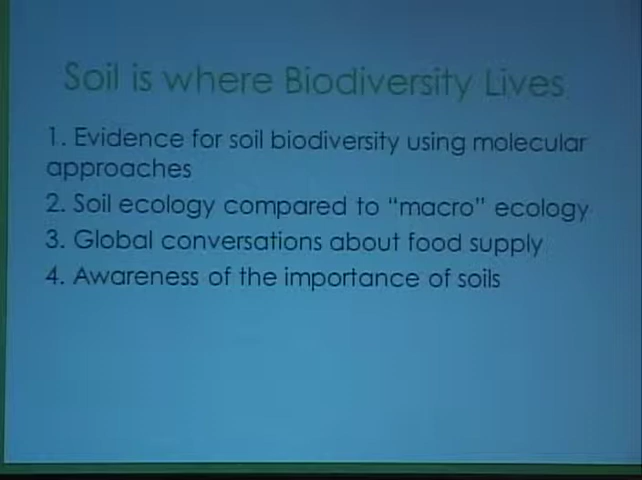 Soil is where Biodiversity Lives
1. Evidence for soil biodiversity using molecular
approaches
2. Soil ecology compared to “macro” ecology
3. Global conversations about food supply
4. Awareness of the importance of soils